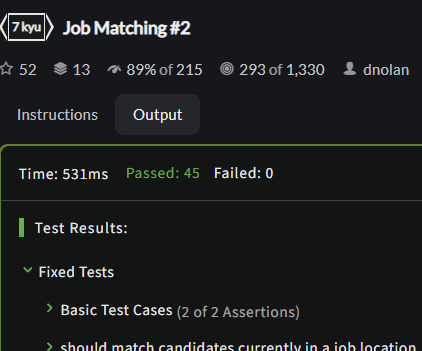 7 kyu Job Matching #2
52 13 89% of 215 293 of 1,330 dnolan
Instructions Output
Time: 531ms Passed: 45 Failed: 0
Test Results:
Fixed Tests
Basic Test Cases (2 of 2 Assertions)
should match candidates currently in a job location